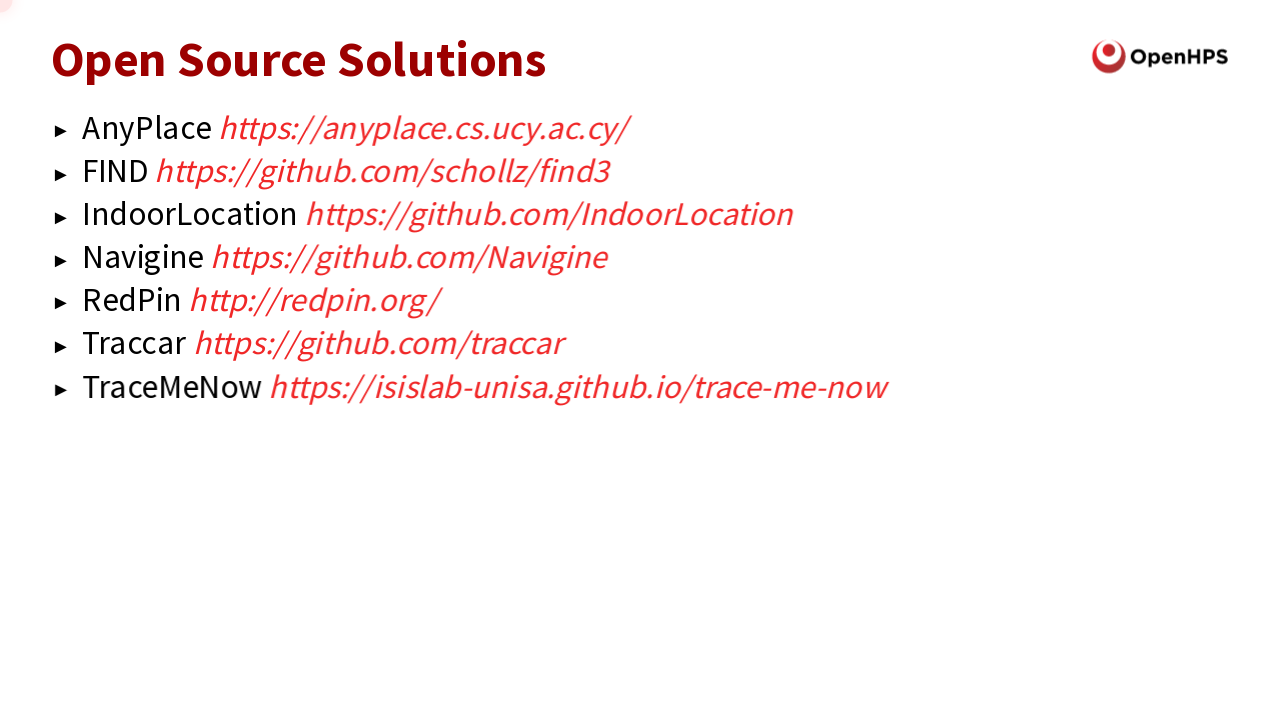 Open Source Solutions
OpenHPS
▸ AnyPlace https://anyplace.cs.ucy.ac.cy/
▸ FIND https://github.com/schollz/find3
▸ IndoorLocation https://github.com/IndoorLocation
▸ Navigine https://github.com/Navigine
▸ RedPin http://redpin.org/
▸ Traccar https://github.com/traccar
▸ TraceMeNow https://isislab-unisa.github.io/trace-me-now